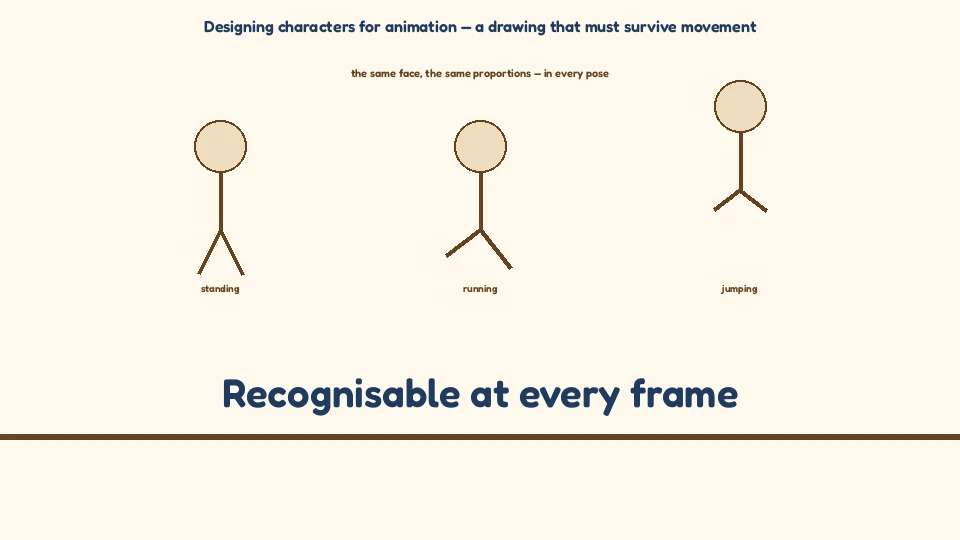 Designing characters for animation — a drawing that must survive movement
the same face, the same proportions — in every pose
standing
running
jumping
Recognisable at every frame